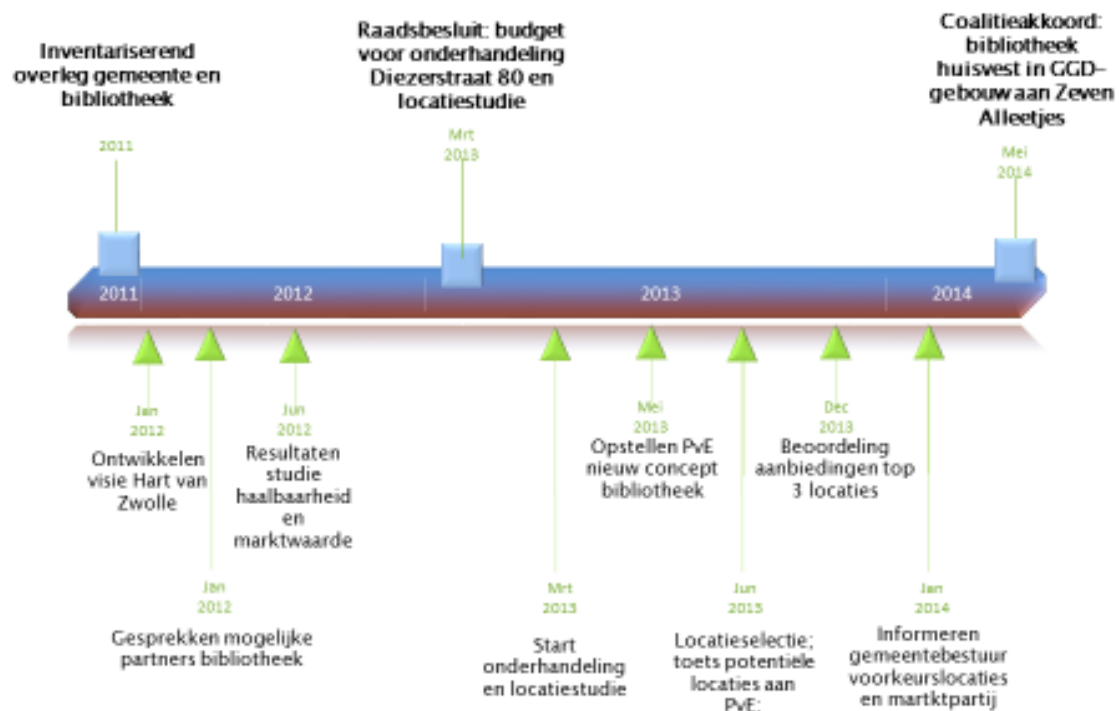 Inventariserend
overleg gemeente en
bibliotheek
2011
Raadsbesluit: budget
voor onderhandeling
Diezerstraat 80 en
locatiestudie
Mrt
2013
Coalitieakkoord:
bibliotheek
huisvest in GGD-
gebouw aan Zeven
Alleetjes
Mei
2014
2011
2012
2013
2014
Jan
2012
Ontwikkelen
visie Hart van
Zwolle
Jan
2012
Gesprekken mogelijke
partners bibliotheek
Jun
2012
Resultaten
studie
haalbaarheid
en
marktwaarde
Mrt
2013
Start
onderhandeling
en locatiestudie
Mei
2013
Opstellen PvE
nieuw concept
bibliotheek
Jun
2013
Locatieselectie;
toets potentiële
locaties aan
PvE;
Dec
2013
Beoordeling
aanbiedingen top
3 locaties
Jan
2014
Informeren
gemeentebestuur
voorkeurslocaties
en martktpartij